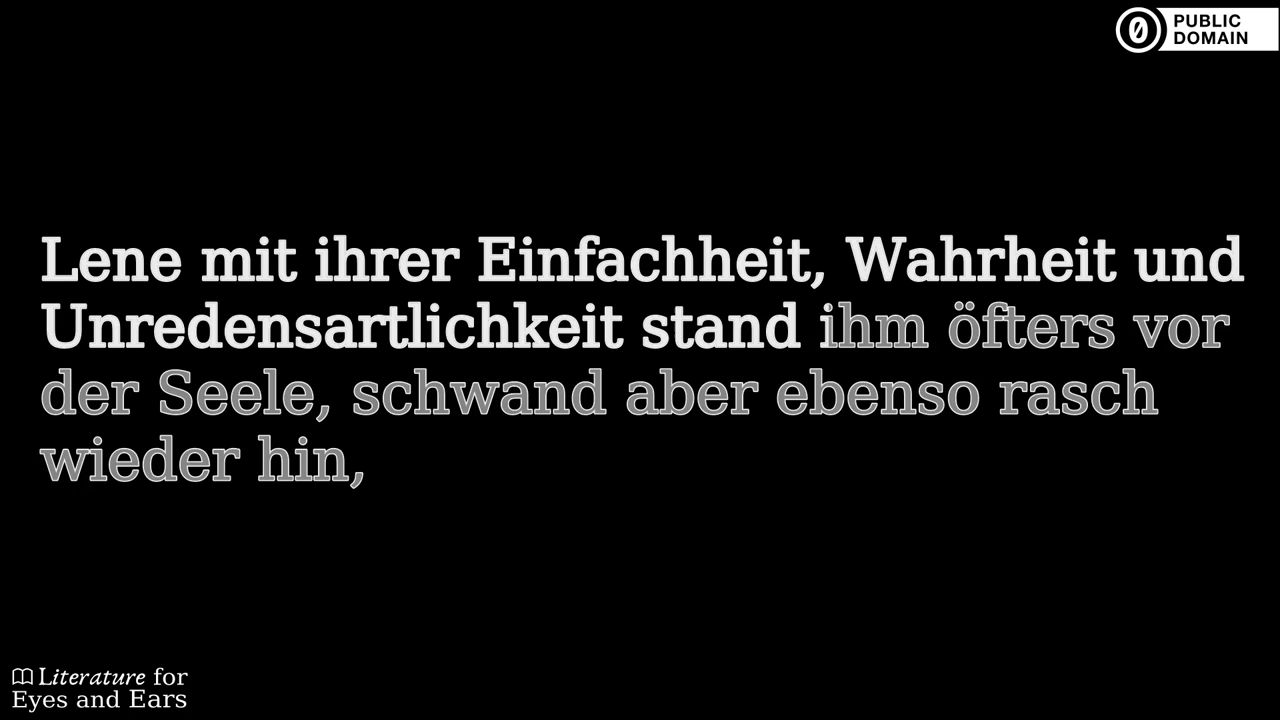 PUBLIC
DOMAIN
Lene mit ihrer Einfachheit, Wahrheit und
Unredensartlichkeit stand ihm öfters vor
der Seele, schwand aber ebenso rasch
wieder hin,
Literature for
Eyes and Ears